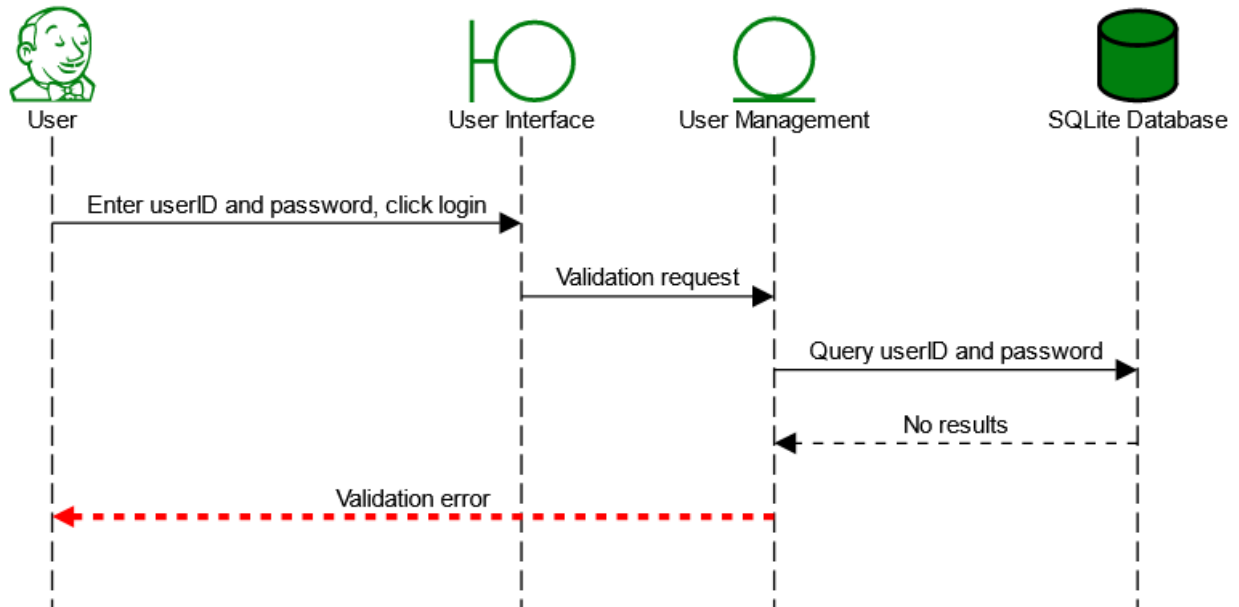 User
User Interface
User Management
SQLite Database
Enter userID and password, click login
Validation request
Query userID and password
No results
Validation error